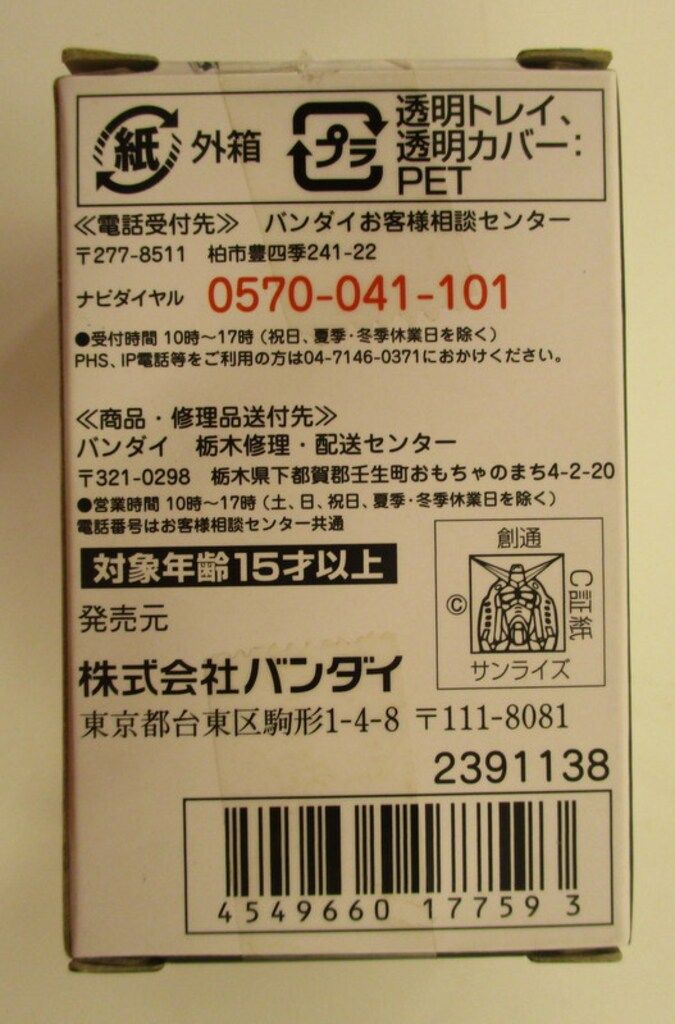 紙 外箱 プラ 透明トレイ、
透明カバー:
PET
≪電話受付先≫ バンダイお客様相談センター
〒277-8511 柏市豊四季241-22
ナビダイヤル 0570-041-101
●受付時間 10時～17時(祝日、夏季・冬季休業日を除く)
PHS、IP電話等をご利用の方は04-7146-0371におかけください。
≪商品・修理品送付先≫
バンダイ 栃木修理・配送センター
〒321-0298 栃木県下都賀郡壬生町おもちゃのまち4-2-20
●営業時間 10時～17時(土、日、祝日、夏季・冬季休業日を除く)
電話番号はお客様相談センター共通
対象年齢15才以上
創通
©
C証紙
サンライズ
発売元
株式会社バンダイ
東京都台東区駒形1-4-8 〒111-8081
2391138
4549660 177593